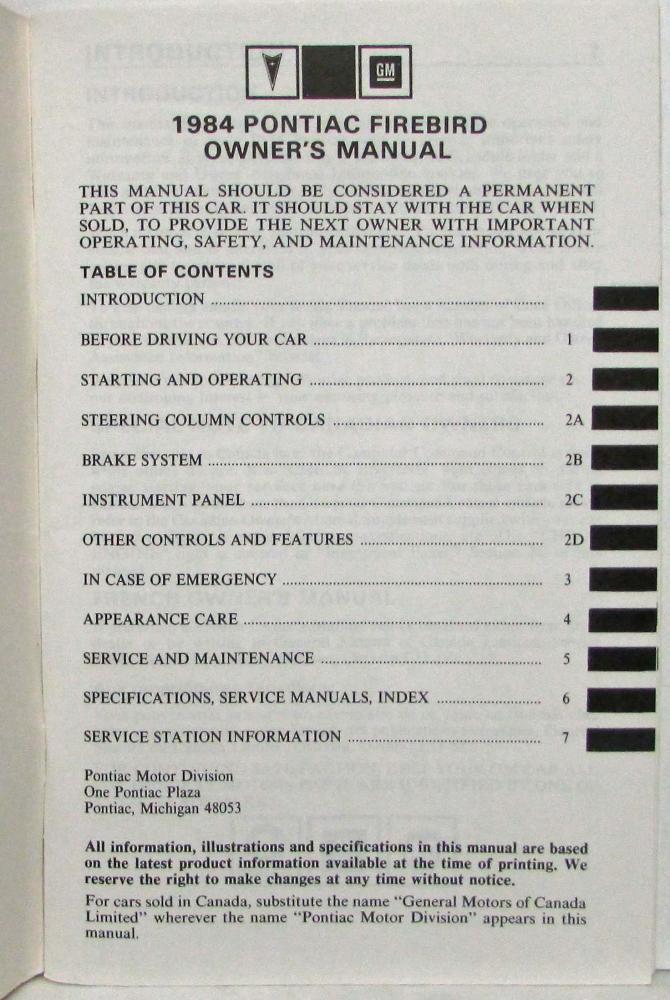 GM
1984 PONTIAC FIREBIRD
OWNER'S MANUAL
THIS MANUAL SHOULD BE CONSIDERED A PERMANENT
PART OF THIS CAR. IT SHOULD STAY WITH THE CAR WHEN
SOLD, TO PROVIDE THE NEXT OWNER WITH IMPORTANT
OPERATING, SAFETY, AND MAINTENANCE INFORMATION.
TABLE OF CONTENTS
INTRODUCTION ................................................................
BEFORE DRIVING YOUR CAR ............................................ 1
STARTING AND OPERATING ............................................. 2
STEERING COLUMN CONTROLS ........................................ 2A
BRAKE SYSTEM ................................................................ 2B
INSTRUMENT PANEL ........................................................ 2C
OTHER CONTROLS AND FEATURES .................................. 2D
IN CASE OF EMERGENCY ................................................. 3
APPEARANCE CARE ......................................................... 4
SERVICE AND MAINTENANCE .......................................... 5
SPECIFICATIONS, SERVICE MANUALS, INDEX .................... 6
SERVICE STATION INFORMATION ..................................... 7
Pontiac Motor Division
One Pontiac Plaza
Pontiac, Michigan 48053
All information, illustrations and specifications in this manual are based
on the latest product information available at the time of printing. We
reserve the right to make changes at any time without notice.
For cars sold in Canada, substitute the name "General Motors of Canada
Limited" wherever the name "Pontiac Motor Division" appears in this
manual.